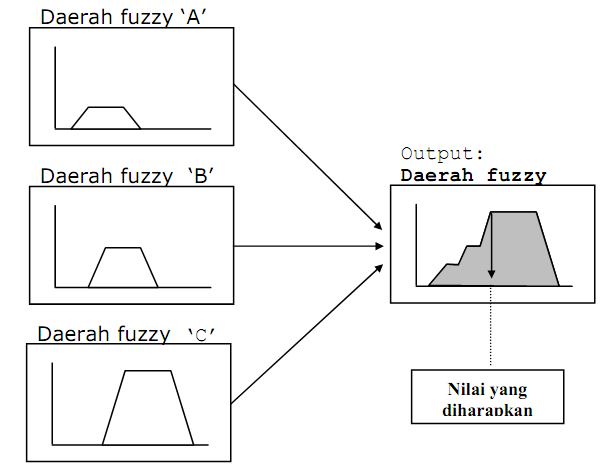 Daerah fuzzy ‘A’
Daerah fuzzy ‘B’
Daerah fuzzy ‘C’
Output:
Daerah fuzzy
Nilai yang
diharapkan